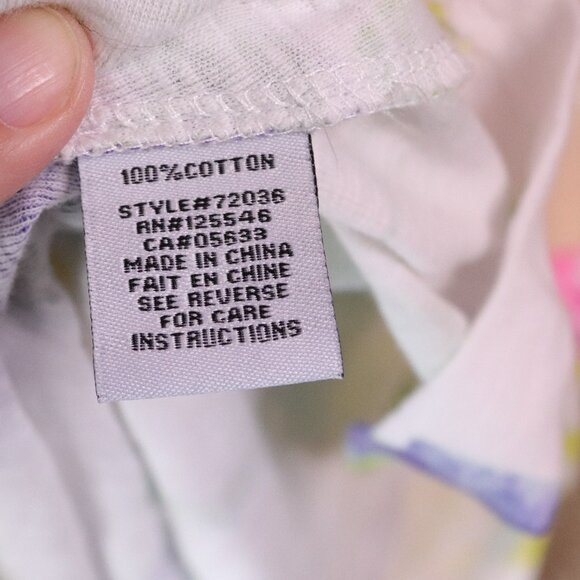 100%COTTON
STYLE#72036
RN#125546
CA#05633
MADE IN CHINA
FAIT EN CHINE
SEE REVERSE
FOR CARE
INSTRUCTIONS